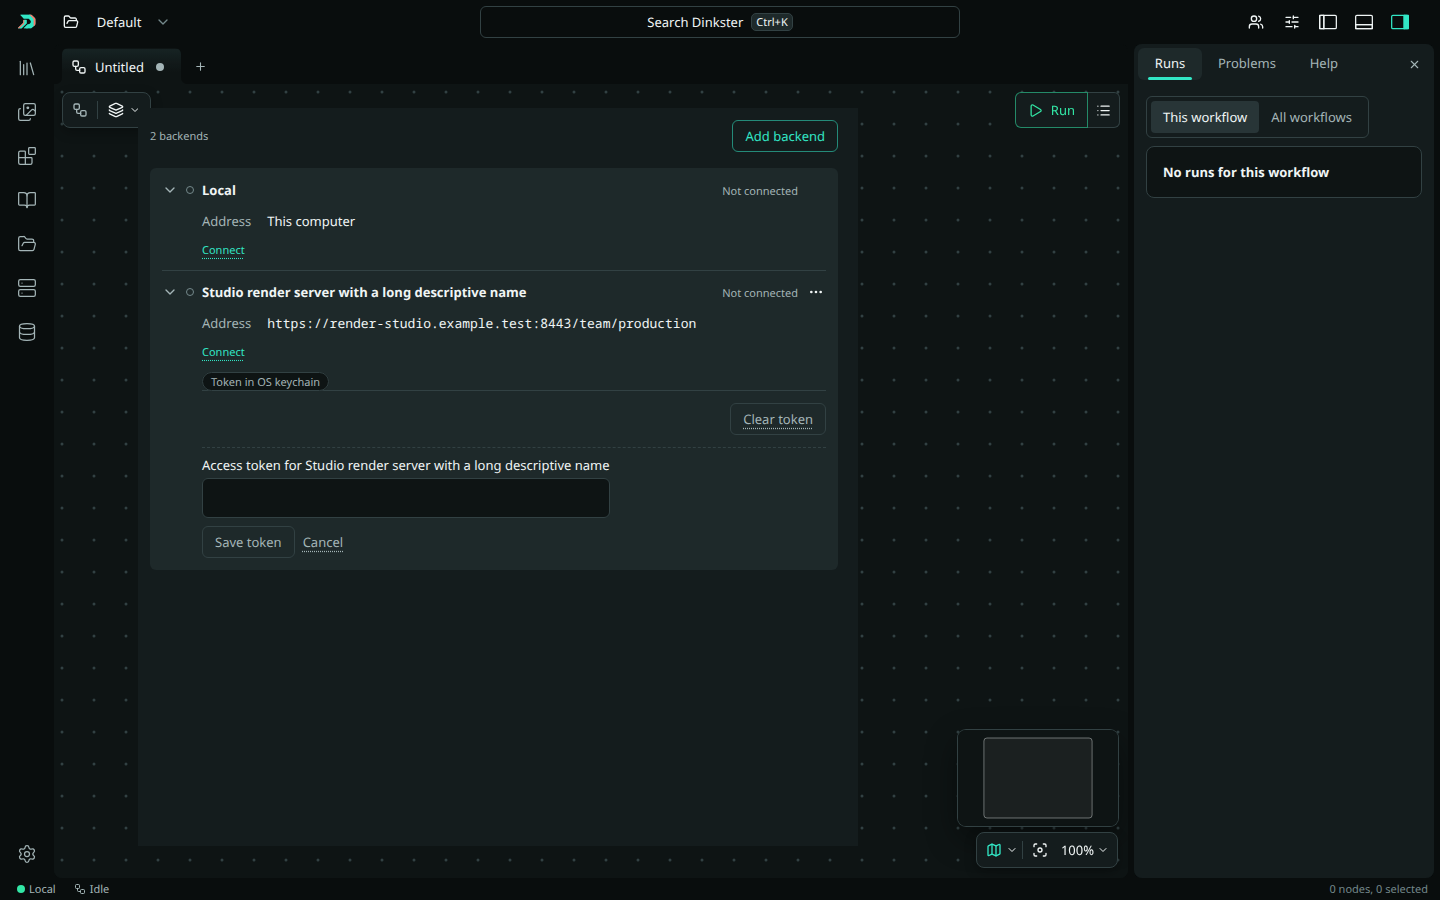 Default
Search Dinkster Ctrl+K
Untitled
Runs Problems Help
Run
This workflow All workflows
No runs for this workflow
2 backends
Add backend
Local
Not connected
Address This computer
Connect
Studio render server with a long descriptive name
Not connected
Address https://render-studio.example.test:8443/team/production
Connect
Token in OS keychain
Clear token
Access token for Studio render server with a long descriptive name
Save token Cancel
100%
Local Idle
0 nodes, 0 selected